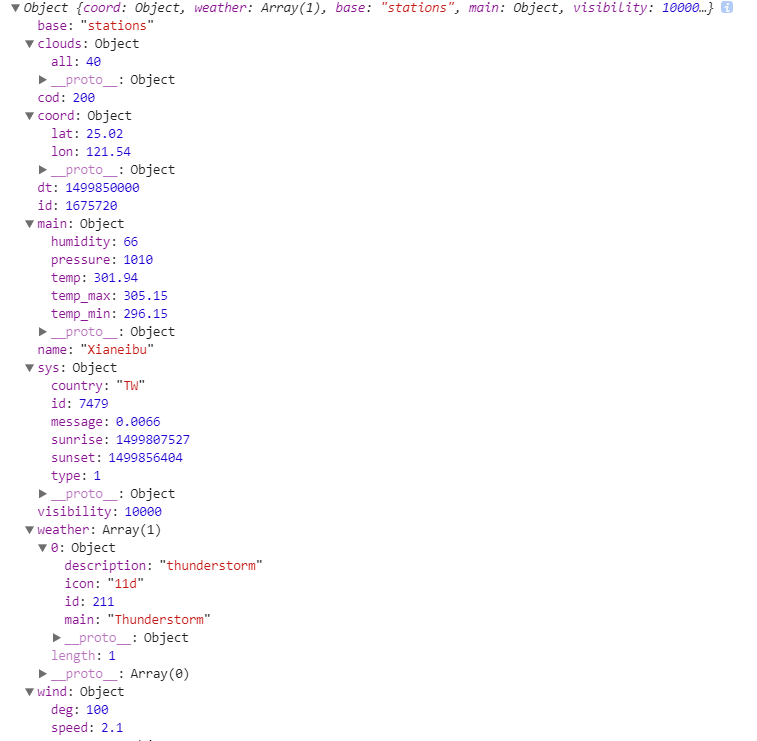 Object {coord: Object, weather: Array(1), base: "stations", main: Object, visibility: 10000…}
base: "stations"
clouds: Object
all: 40
__proto__: Object
cod: 200
coord: Object
lat: 25.02
lon: 121.54
__proto__: Object
dt: 1499850000
id: 1675720
main: Object
humidity: 66
pressure: 1010
temp: 301.94
temp_max: 305.15
temp_min: 296.15
__proto__: Object
name: "Xianeibu"
sys: Object
country: "TW"
id: 7479
message: 0.0066
sunrise: 1499807527
sunset: 1499856404
type: 1
__proto__: Object
visibility: 10000
weather: Array(1)
0: Object
description: "thunderstorm"
icon: "11d"
id: 211
main: "Thunderstorm"
__proto__: Object
length: 1
__proto__: Array(0)
wind: Object
deg: 100
speed: 2.1